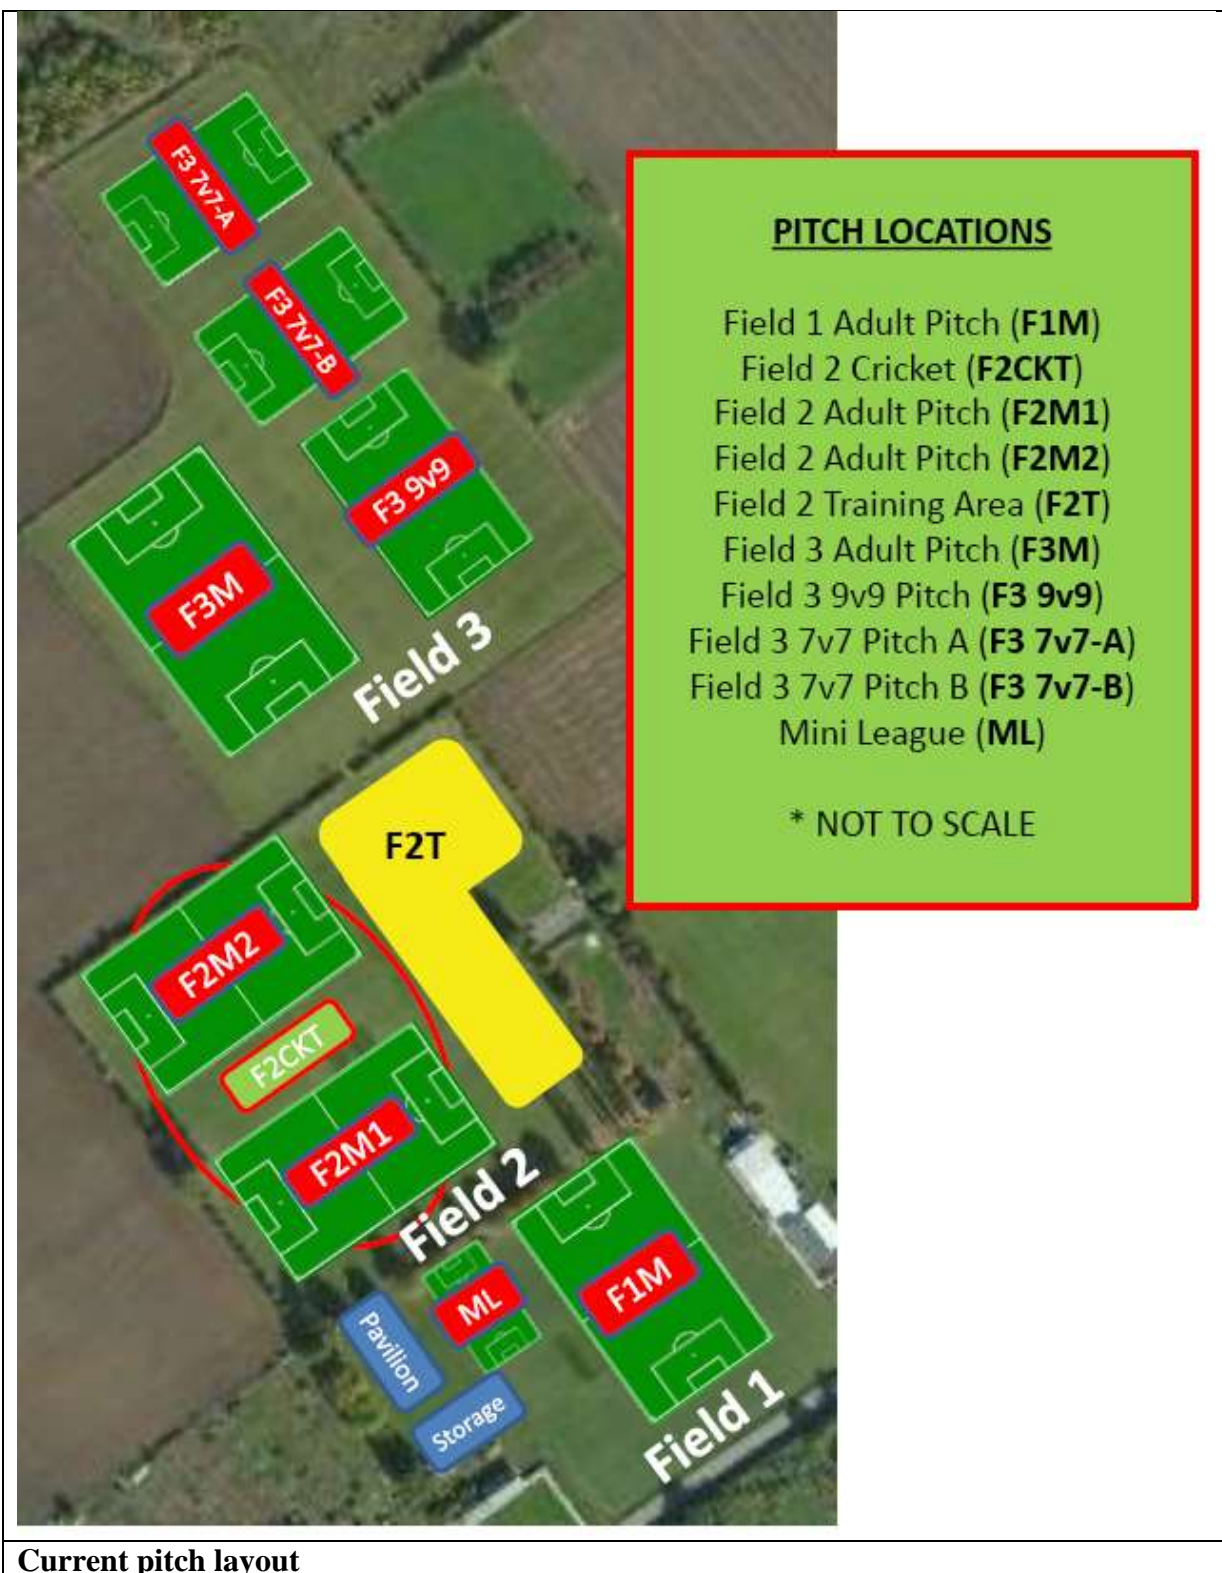 F3 7v7-A
F3 7v7-B
F3 9v9
F3M
Field 3
F2T
F2M2
F2CKT
F2M1
Field 2
ML
F1M
Pavilion
Storage
Field 1
PITCH LOCATIONS
Field 1 Adult Pitch (F1M)
Field 2 Cricket (F2CKT)
Field 2 Adult Pitch (F2M1)
Field 2 Adult Pitch (F2M2)
Field 2 Training Area (F2T)
Field 3 Adult Pitch (F3M)
Field 3 9v9 Pitch (F3 9v9)
Field 3 7v7 Pitch A (F3 7v7-A)
Field 3 7v7 Pitch B (F3 7v7-B)
Mini League (ML)
* NOT TO SCALE
Current pitch layout